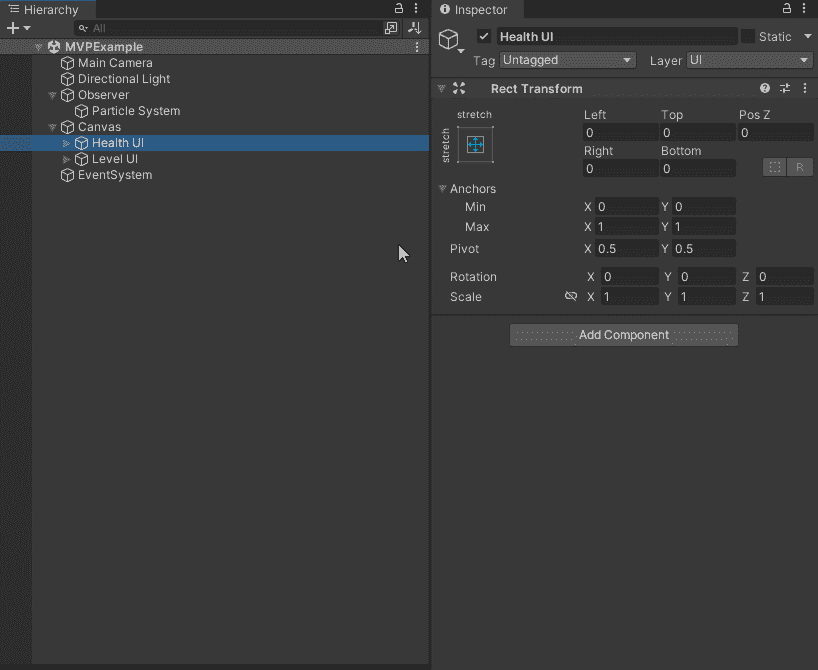 Hierarchy
All
MVPExample
Main Camera
Directional Light
Observer
Particle System
Canvas
Health UI
Level UI
EventSystem
Inspector
Health UI
Static
Tag Untagged Layer UI
Rect Transform
stretch
stretch
Left Top Pos Z
0 0 0
Right Bottom
0 0
R
Anchors
Min X 0 Y 0
Max X 1 Y 1
Pivot X 0.5 Y 0.5
Rotation X 0 Y 0 Z 0
Scale X 1 Y 1 Z 1
Add Component